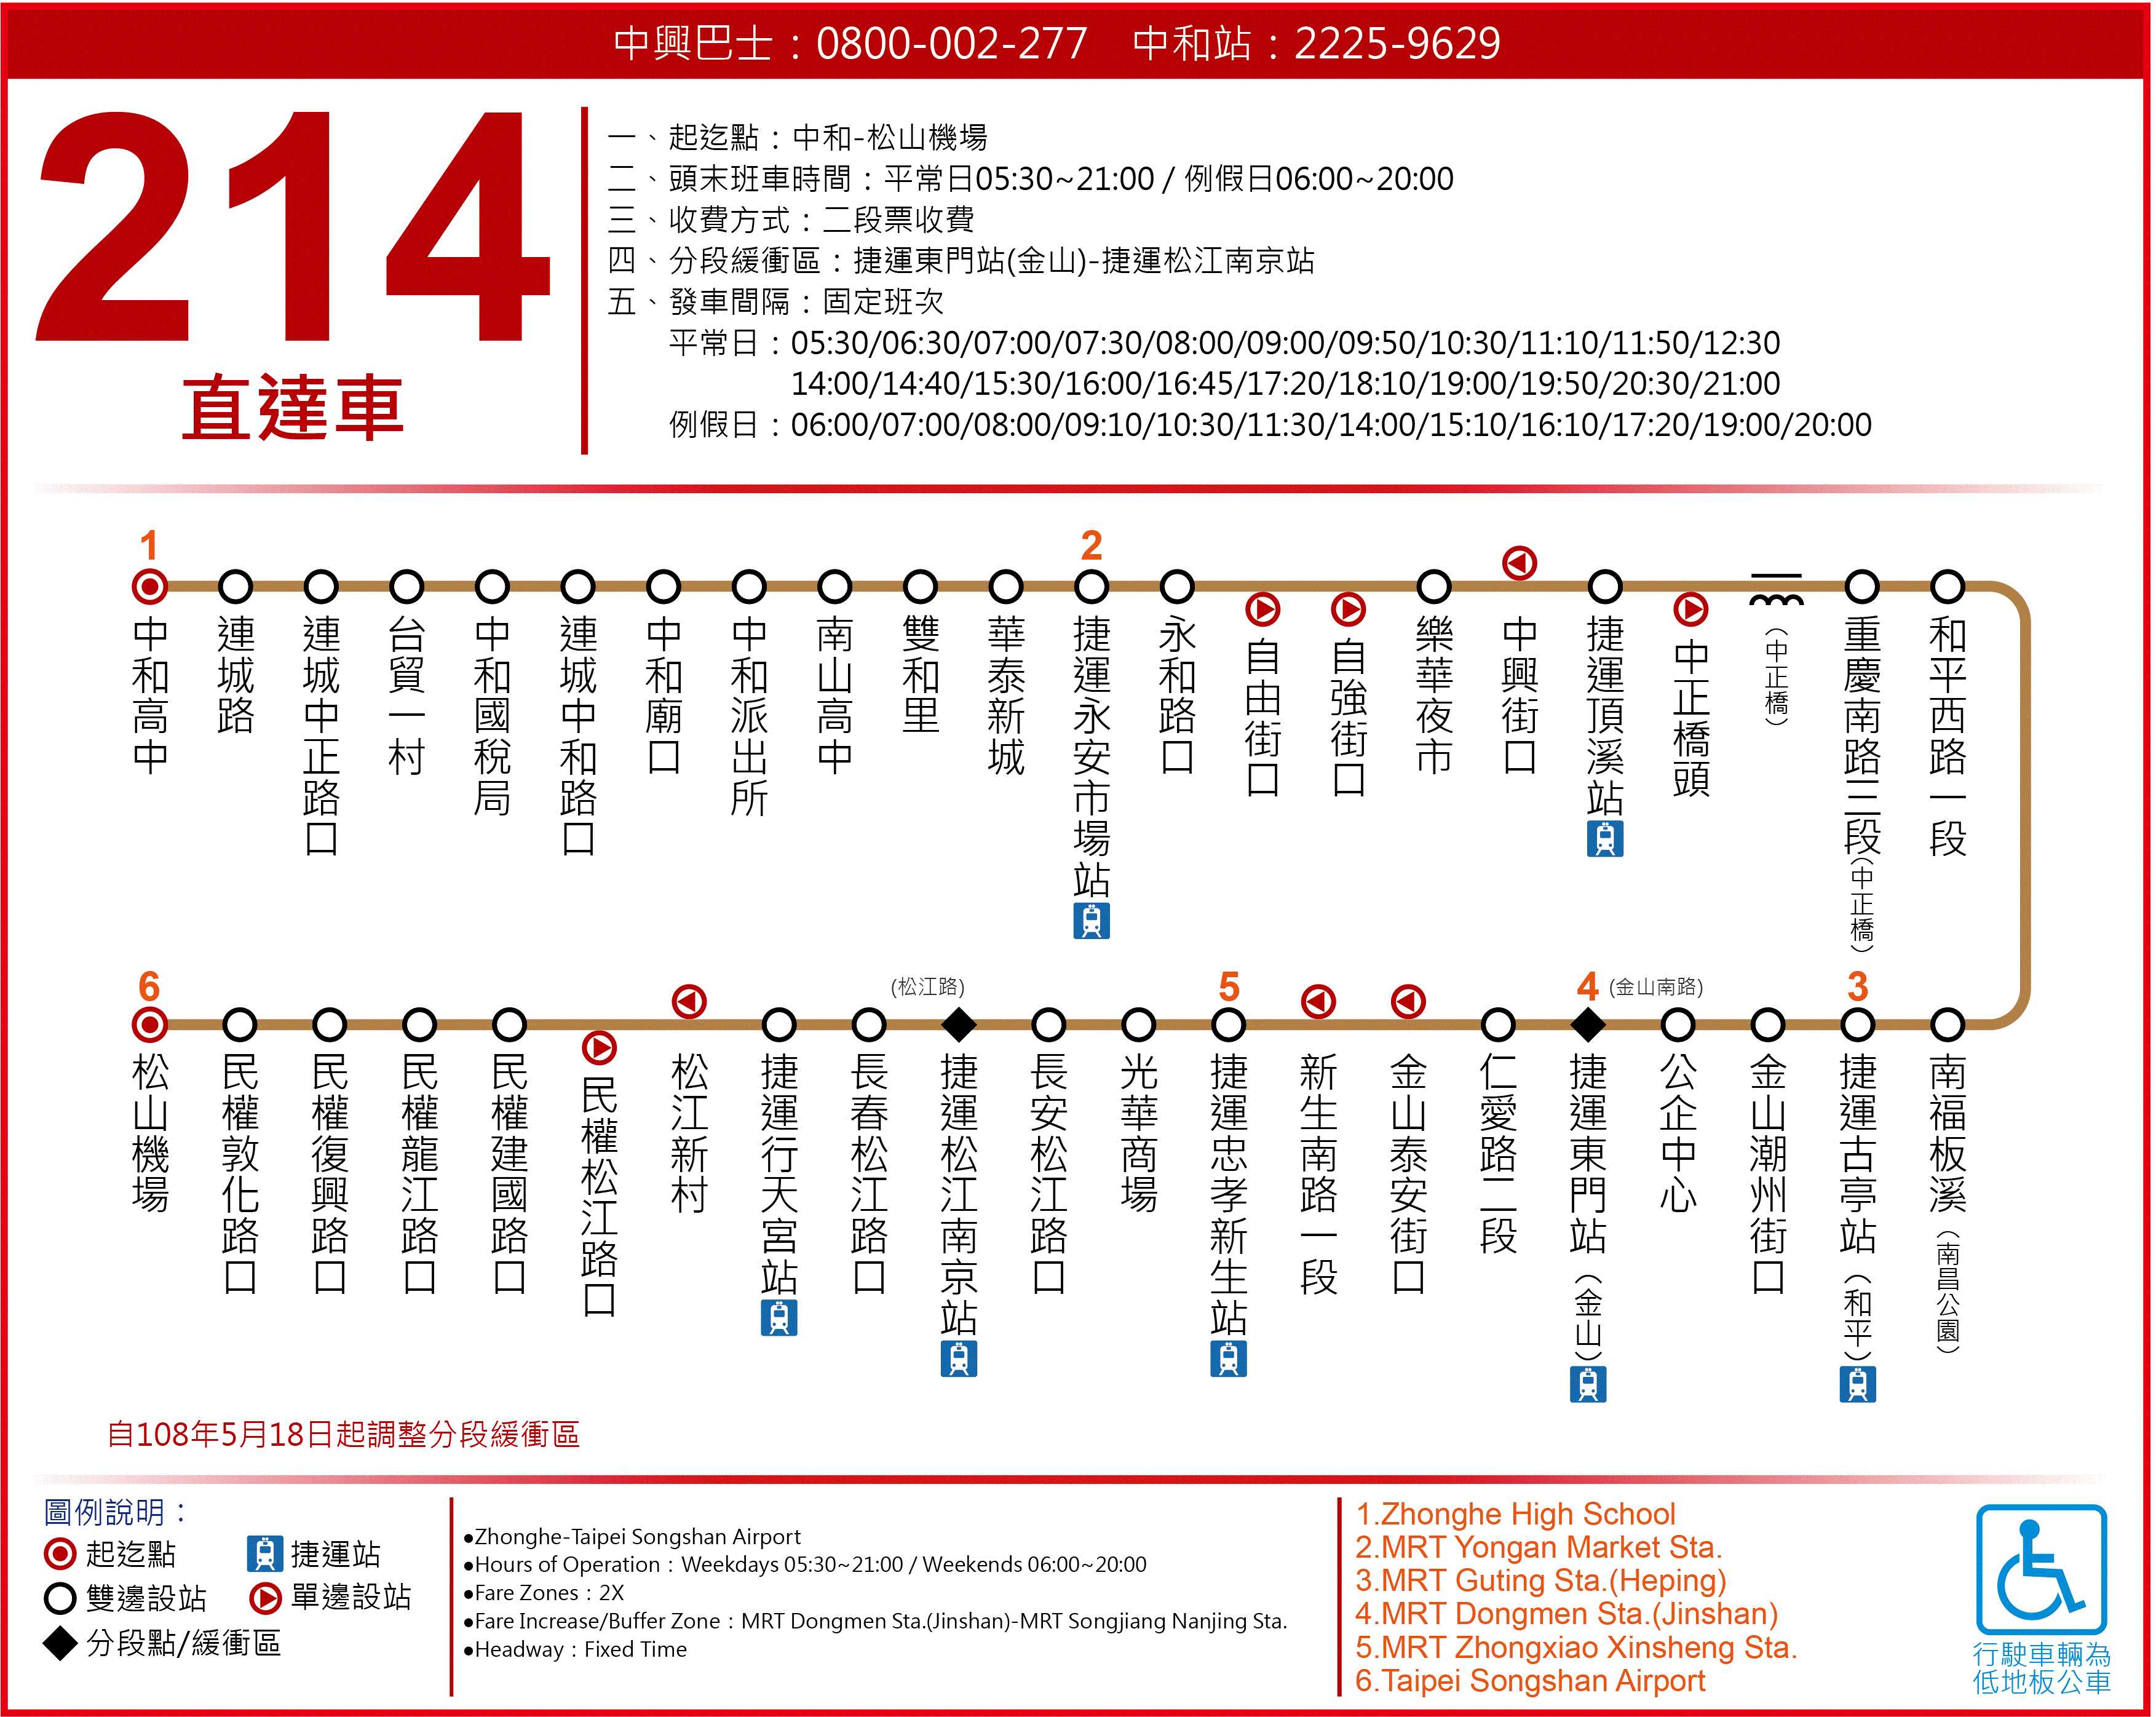 中興巴士：0800-002-277　中和站：2225-9629
214
直達車
一、起迄點：中和-松山機場
二、頭末班車時間：平常日05:30~21:00 / 例假日06:00~20:00
三、收費方式：二段票收費
四、分段緩衝區：捷運東門站(金山)-捷運松江南京站
五、發車間隔：固定班次
平常日：05:30/06:30/07:00/07:30/08:00/09:00/09:50/10:30/11:10/11:50/12:30
14:00/14:40/15:30/16:00/16:45/17:20/18:10/19:00/19:50/20:30/21:00
例假日：06:00/07:00/08:00/09:10/10:30/11:30/14:00/15:10/16:10/17:20/19:00/20:00
1
中和高中
連城路
連城中正路口
台貿一村
中和國稅局
連城中和路口
中和廟口
中和派出所
南山高中
雙和里
華泰新城
2
捷運永安市場站
永和路口
自由街口
自強街口
樂華夜市
中興街口
捷運頂溪站
中正橋頭
（中正橋）
重慶南路三段（中正橋）
和平西路一段
6
松山機場
民權敦化路口
民權復興路口
民權龍江路口
民權建國路口
民權松江路口
松江新村
捷運行天宮站
長春松江路口
(松江路)
捷運松江南京站
長安松江路口
光華商場
5
捷運忠孝新生站
新生南路一段
金山泰安街口
仁愛路二段
4
捷運東門站（金山）
(金山南路)
公企中心
金山潮州街口
3
捷運古亭站（和平）
南福板溪（南昌公園）
自108年5月18日起調整分段緩衝區
圖例說明：
起迄點
捷運站
雙邊設站
單邊設站
分段點/緩衝區
●Zhonghe-Taipei Songshan Airport
●Hours of Operation：Weekdays 05:30~21:00 / Weekends 06:00~20:00
●Fare Zones：2X
●Fare Increase/Buffer Zone：MRT Dongmen Sta.(Jinshan)-MRT Songjiang Nanjing Sta.
●Headway：Fixed Time
1.Zhonghe High School
2.MRT Yongan Market Sta.
3.MRT Guting Sta.(Heping)
4.MRT Dongmen Sta.(Jinshan)
5.MRT Zhongxiao Xinsheng Sta.
6.Taipei Songshan Airport
行駛車輛為
低地板公車